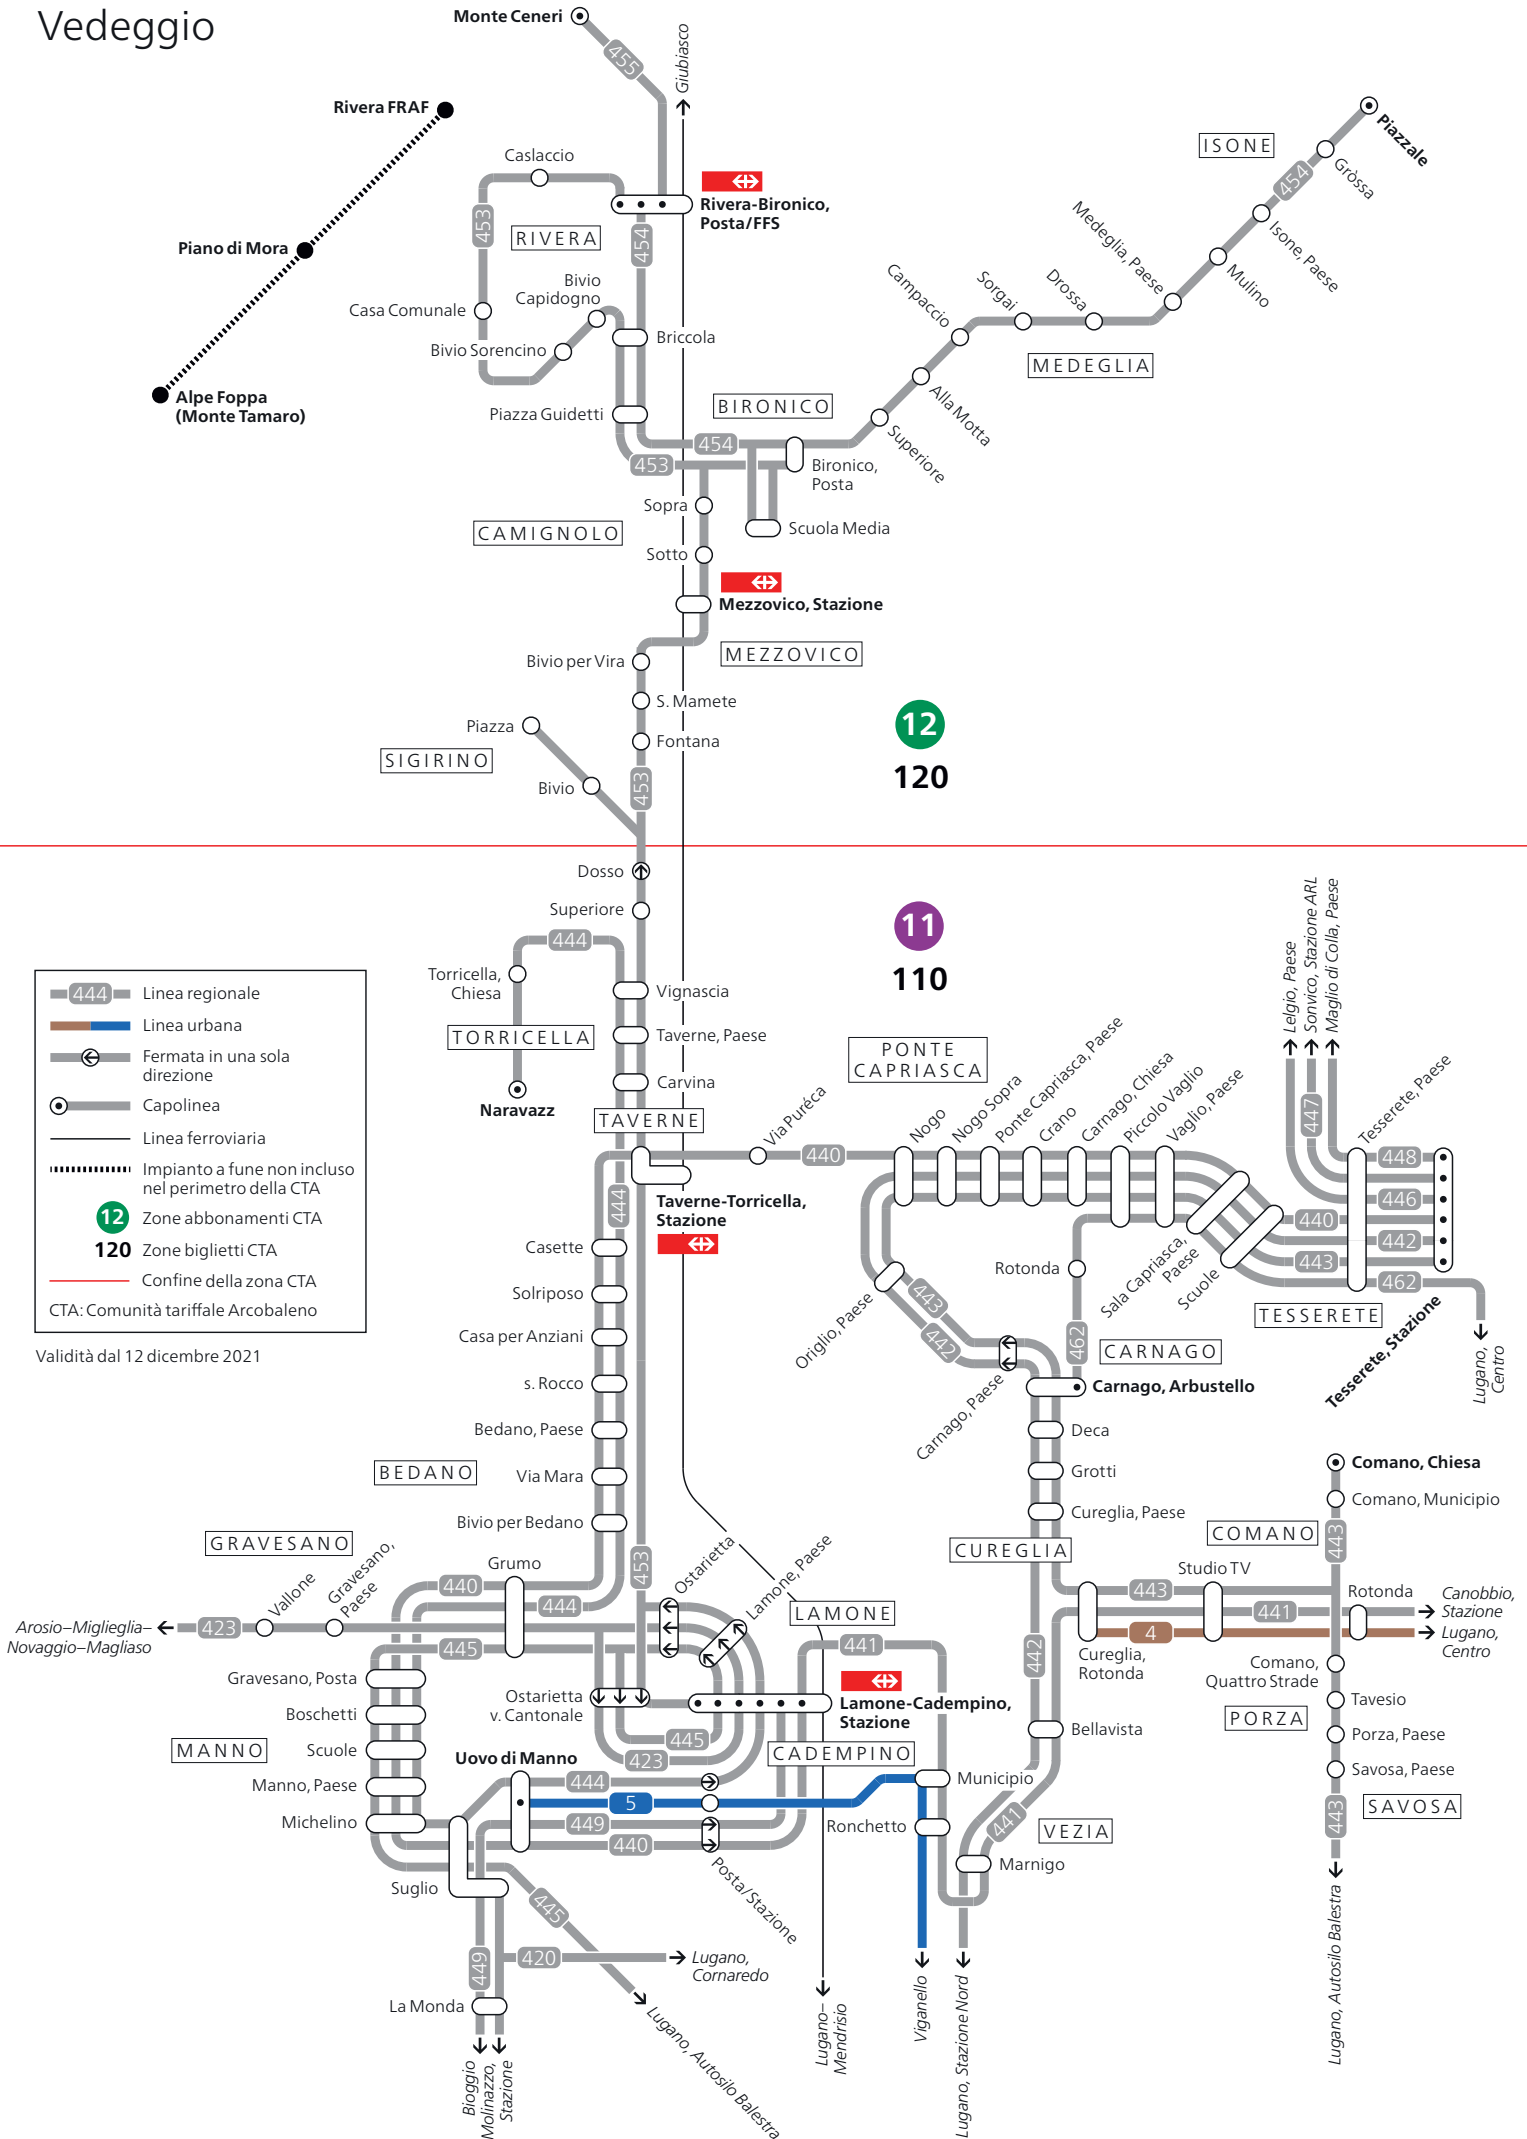 Vedeggio
Monte Ceneri
455
Giubiasco
Rivera FRAF
Piano di Mora
Alpe Foppa
(Monte Tamaro)
Caslaccio
453
RIVERA
454
Rivera-Bironico,
Posta/FFS
Casa Comunale
Bivio
Capidogno
Bivio Sorencino
Briccola
Piazza Guidetti
ISONE
Piazzale
Gròssa
454
Isone, Paese
Mulino
Medeglia, Paese
Drossa
Sorgai
Campaccio
MEDEGLIA
Alla Motta
Superiore
BIRONICO
454
453
Bironico,
Posta
Scuola Media
Sopra
CAMIGNOLO
Sotto
Mezzovico, Stazione
MEZZOVICO
Bivio per Vira
S. Mamete
Fontana
Piazza
SIGIRINO
Bivio
453
12
120
Dosso
Superiore
11
110
444
Torricella,
Chiesa
TORRICELLA
Naravazz
Vignascia
Taverne, Paese
Carvina
TAVERNE
444
Linea regionale
Linea urbana
Fermata in una sola
direzione
Capolinea
Linea ferroviaria
Impianto a fune non incluso
nel perimetro della CTA
12
Zone abbonamenti CTA
120
Zone biglietti CTA
Confine della zona CTA
CTA: Comunità tariffale Arcobaleno
Validità dal 12 dicembre 2021
Taverne-Torricella,
Stazione
Via Puréca
440
PONTE
CAPRIASCA
Nogo
Nogo Sopra
Ponte Capriasca, Paese
Crano
Carnago, Chiesa
Piccolo Vaglio
Vaglio, Paese
Sala Capriasca,
Paese
Scuole
Lelgio, Paese
Sonvico, Stazione ARL
Maglio di Colla, Paese
447
Tesserete, Paese
448
446
440
442
443
462
TESSERETE
Tesserete, Stazione
Lugano,
Centro
444
Casette
Solriposo
Casa per Anziani
s. Rocco
Bedano, Paese
BEDANO
Via Mara
Bivio per Bedano
Rotonda
462
CARNAGO
Carnago, Arbustello
Origlio, Paese
443
442
Carnago, Paese
Deca
Grotti
Cureglia, Paese
CUREGLIA
Comano, Chiesa
Comano, Municipio
COMANO
443
Studio TV
443
441
4
Rotonda
Canobbio,
Stazione
Lugano,
Centro
Cureglia,
Rotonda
Comano,
Quattro Strade
Tavesio
PORZA
Porza, Paese
Savosa, Paese
SAVOSA
443
Lugano, Autosilo Balestra
GRAVESANO
Grumo
453
Ostarietta
Lamone, Paese
LAMONE
440
444
Vallone
Gravesano,
Paese
Arosio–Miglieglia–
Novaggio–Magliaso
423
445
441
442
Gravesano, Posta
Boschetti
MANNO
Scuole
Manno, Paese
Michelino
Ostarietta
v. Cantonale
Lamone-Cadempino,
Stazione
445
423
CADEMPINO
Bellavista
Uovo di Manno
444
5
449
440
Posta/Stazione
Municipio
Ronchetto
441
VEZIA
Marnigo
Suglio
445
449
420
Lugano,
Cornaredo
La Monda
Bioggio
Molinazzo,
Stazione
Lugano, Autosilo Balestra
Lugano–
Mendrisio
Viganello
Lugano, Stazione Nord